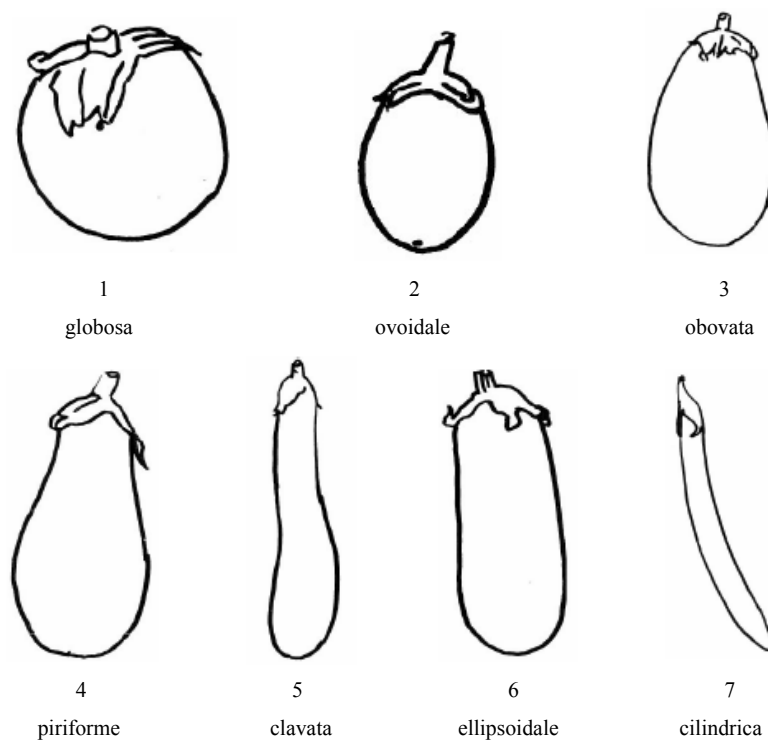 1 2 3
globosa ovoidale obovata
4 5 6 7
piriforme clavata ellipsoidale cilindrica